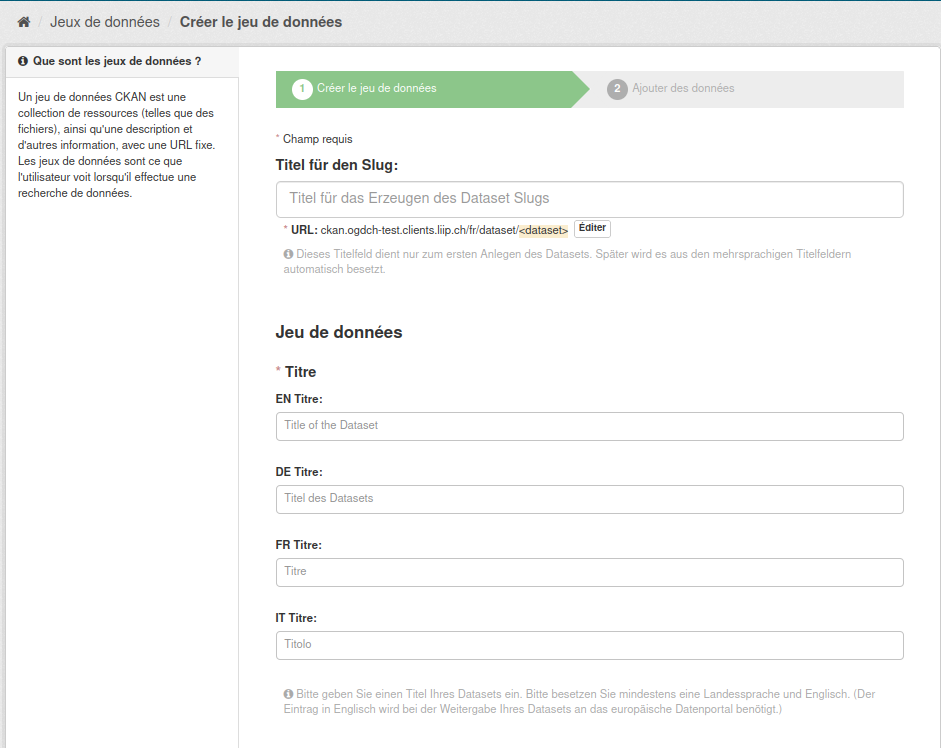 Jeux de données / Créer le jeu de données
Que sont les jeux de données ?
Un jeu de données CKAN est une
collection de ressources (telles que des
fichiers), ainsi qu'une description et
d'autres information, avec une URL fixe.
Les jeux de données sont ce que
l'utilisateur voit lorsqu'il effectue une
recherche de données.
1 Créer le jeu de données
2 Ajouter des données
* Champ requis
Titel für den Slug:
Titel für das Erzeugen des Dataset Slugs
* URL: ckan.ogdch-test.clients.liip.ch/fr/dataset/<dataset> Éditer
Dieses Titelfeld dient nur zum ersten Anlegen des Datasets. Später wird es aus den mehrsprachigen Titelfeldern
automatisch besetzt.
Jeu de données
* Titre
EN Titre:
Title of the Dataset
DE Titre:
Titel des Datasets
FR Titre:
Titre
IT Titre:
Titolo
Bitte geben Sie einen Titel Ihres Datasets ein. Bitte besetzen Sie mindestens eine Landessprache und Englisch. (Der
Eintrag in Englisch wird bei der Weitergabe Ihres Datasets an das europäische Datenportal benötigt.)